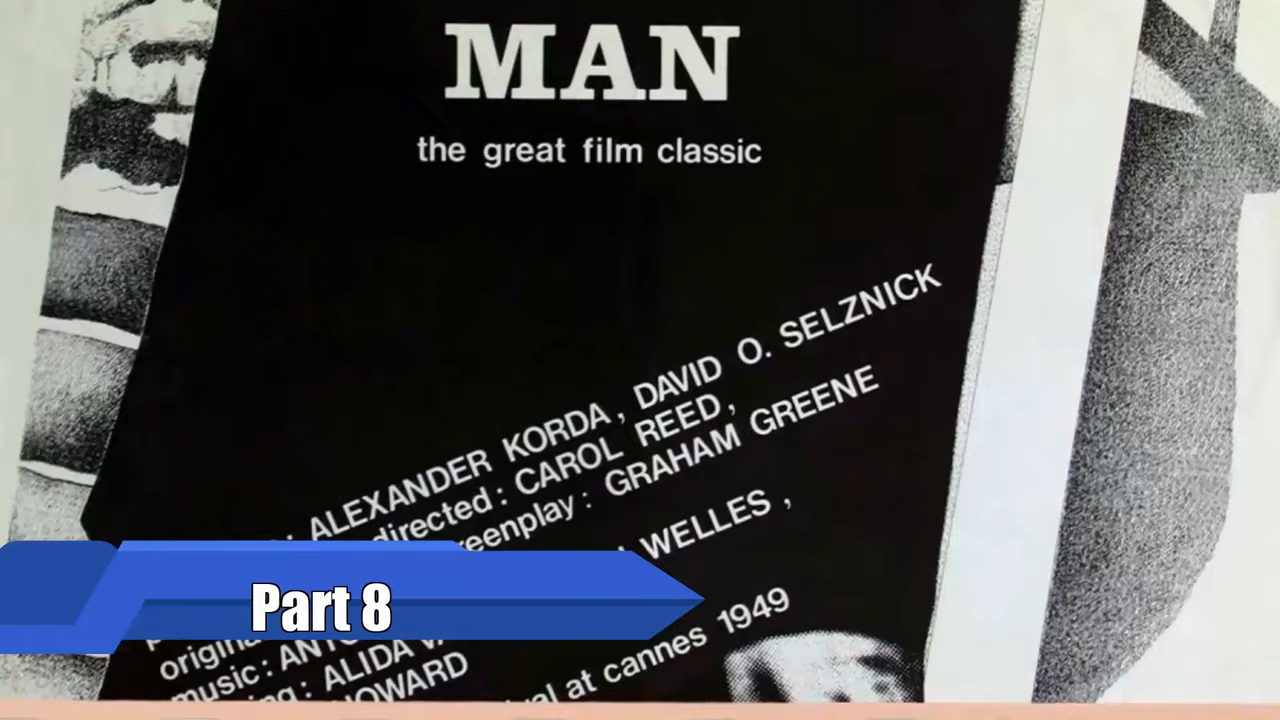 MAN
the great film classic
ALEXANDER KORDA, DAVID O. SELZNICK
directed: CAROL REED,
GRAHAM GREENE
WELLES,
Part 8
music:
ALIDA
HOWARD
at cannes 1949